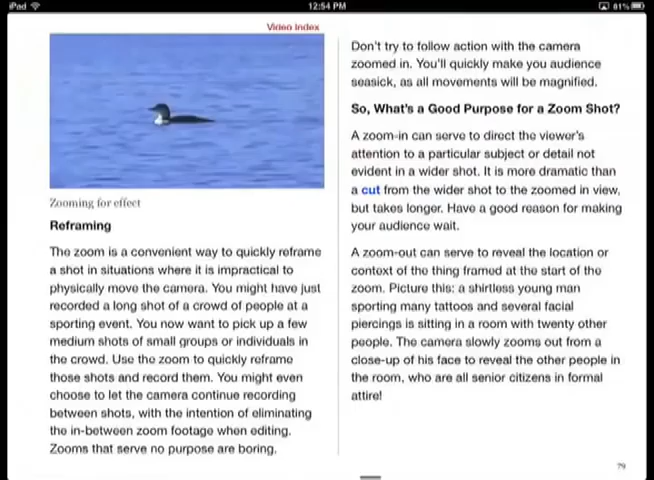 iPad
12:54 PM
81%
Video Index
Zooming for effect
Reframing
The zoom is a convenient way to quickly reframe
a shot in situations where it is impractical to
physically move the camera. You might have just
recorded a long shot of a crowd of people at a
sporting event. You now want to pick up a few
medium shots of small groups or individuals in
the crowd. Use the zoom to quickly reframe
those shots and record them. You might even
choose to let the camera continue recording
between shots, with the intention of eliminating
the in-between zoom footage when editing.
Zooms that serve no purpose are boring.
Don't try to follow action with the camera
zoomed in. You'll quickly make you audience
seasick, as all movements will be magnified.
So, What's a Good Purpose for a Zoom Shot?
A zoom-in can serve to direct the viewer's
attention to a particular subject or detail not
evident in a wider shot. It is more dramatic than
a cut from the wider shot to the zoomed in view,
but takes longer. Have a good reason for making
your audience wait.
A zoom-out can serve to reveal the location or
context of the thing framed at the start of the
zoom. Picture this: a shirtless young man
sporting many tattoos and several facial
piercings is sitting in a room with twenty other
people. The camera slowly zooms out from a
close-up of his face to reveal the other people in
the room, who are all senior citizens in formal
attire!
79